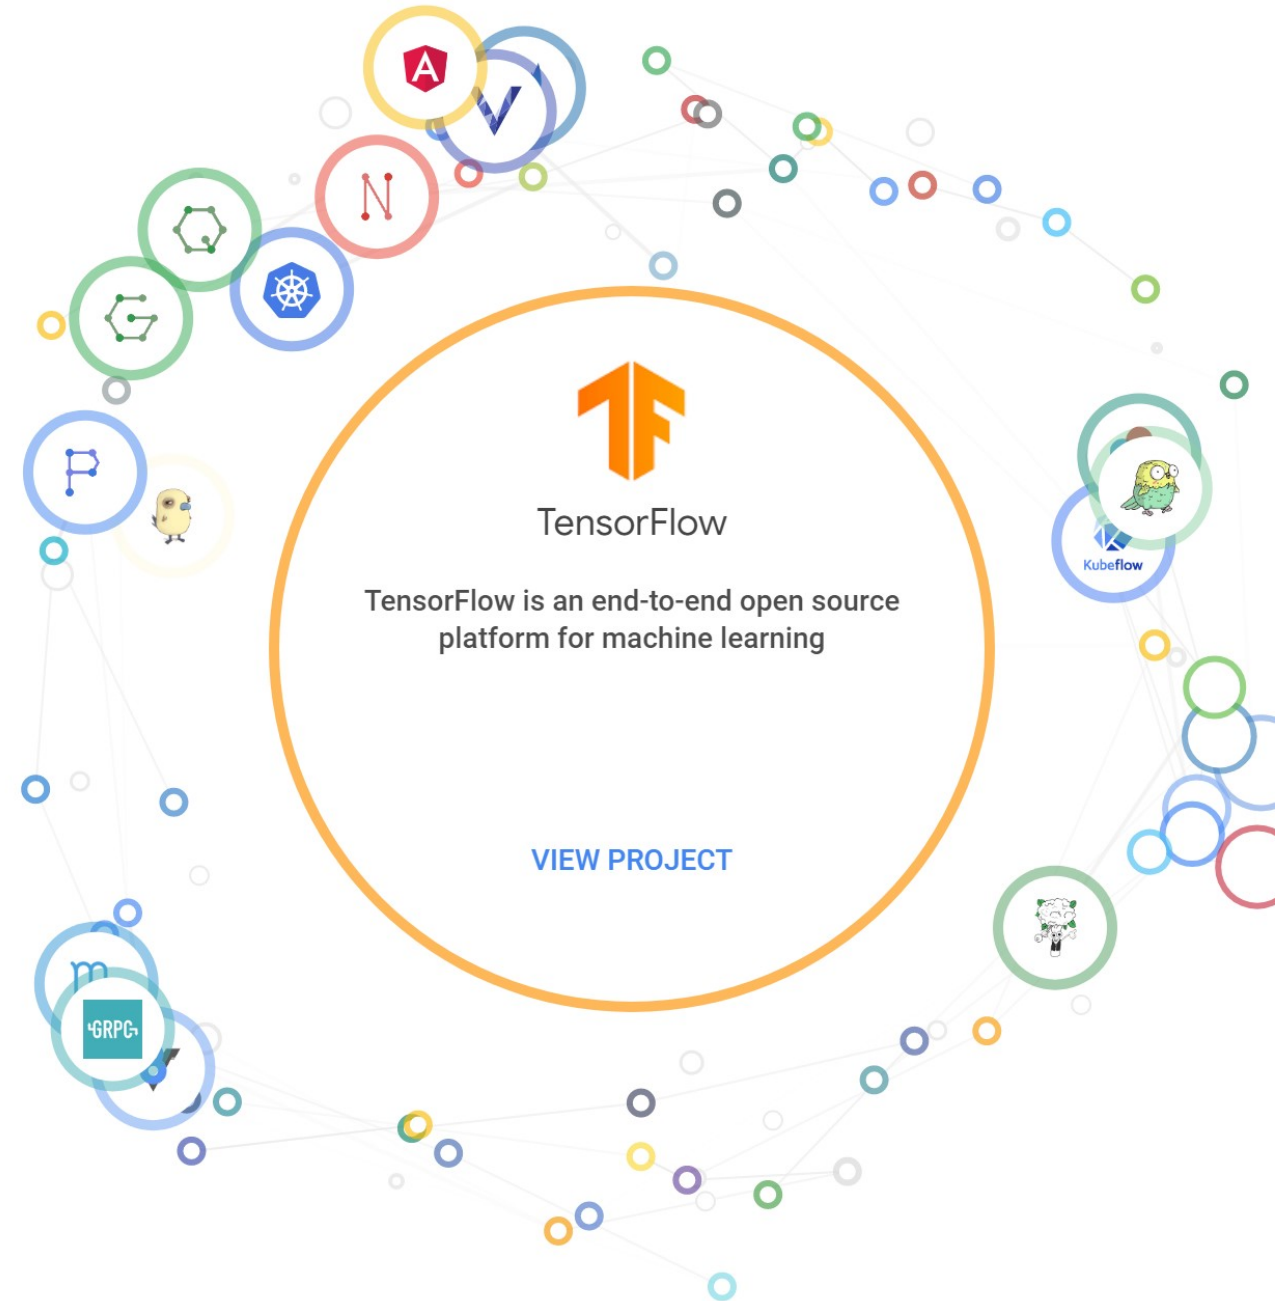 TensorFlow
TensorFlow is an end-to-end open source
platform for machine learning
VIEW PROJECT
Kubeflow
GRPC